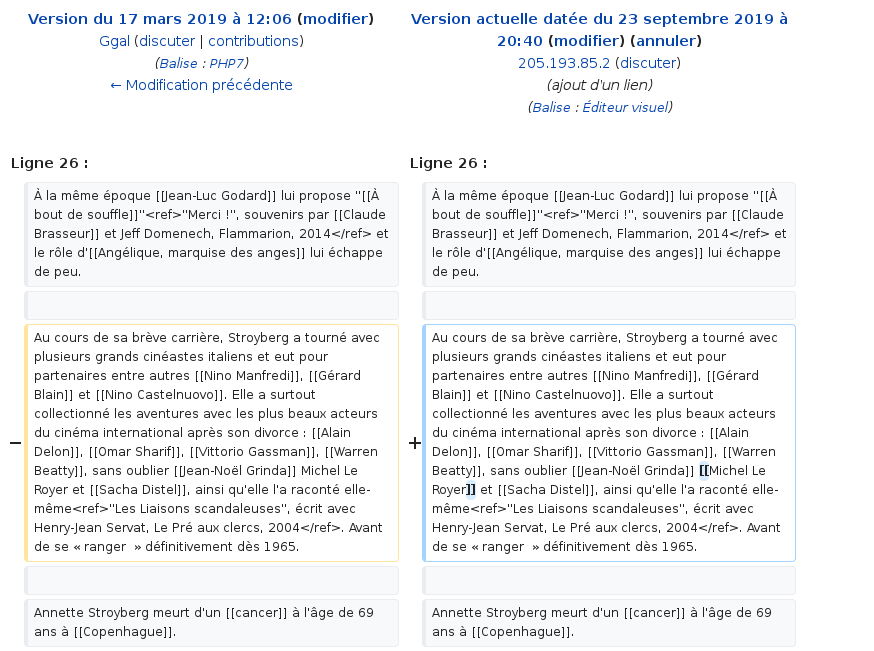 Version du 17 mars 2019 à 12:06 (modifier)
Ggal (discuter | contributions)
(Balise : PHP7)
← Modification précédente
Version actuelle datée du 23 septembre 2019 à
20:40 (modifier) (annuler)
205.193.85.2 (discuter)
(ajout d'un lien)
(Balise : Éditeur visuel)
Ligne 26 :
Ligne 26 :
À la même époque [[Jean-Luc Godard]] lui propose ''[[À
bout de souffle]]''<ref>''Merci !'', souvenirs par [[Claude
Brasseur]] et Jeff Domenech, Flammarion, 2014</ref> et
le rôle d'[[Angélique, marquise des anges]] lui échappe
de peu.
À la même époque [[Jean-Luc Godard]] lui propose ''[[À
bout de souffle]]''<ref>''Merci !'', souvenirs par [[Claude
Brasseur]] et Jeff Domenech, Flammarion, 2014</ref> et
le rôle d'[[Angélique, marquise des anges]] lui échappe
de peu.
−
Au cours de sa brève carrière, Stroyberg a tourné avec
plusieurs grands cinéastes italiens et eut pour
partenaires entre autres [[Nino Manfredi]], [[Gérard
Blain]] et [[Nino Castelnuovo]]. Elle a surtout
collectionné les aventures avec les plus beaux acteurs
du cinéma international après son divorce : [[Alain
Delon]], [[Omar Sharif]], [[Vittorio Gassman]], [[Warren
Beatty]], sans oublier [[Jean-Noël Grinda]] Michel Le
Royer et [[Sacha Distel]], ainsi qu'elle l'a raconté elle-
même<ref>''Les Liaisons scandaleuses'', écrit avec
Henry-Jean Servat, Le Pré aux clercs, 2004</ref>. Avant
de se « ranger  » définitivement dès 1965.
+
Au cours de sa brève carrière, Stroyberg a tourné avec
plusieurs grands cinéastes italiens et eut pour
partenaires entre autres [[Nino Manfredi]], [[Gérard
Blain]] et [[Nino Castelnuovo]]. Elle a surtout
collectionné les aventures avec les plus beaux acteurs
du cinéma international après son divorce : [[Alain
Delon]], [[Omar Sharif]], [[Vittorio Gassman]], [[Warren
Beatty]], sans oublier [[Jean-Noël Grinda]] [[Michel Le
Royer]] et [[Sacha Distel]], ainsi qu'elle l'a raconté elle-
même<ref>''Les Liaisons scandaleuses'', écrit avec
Henry-Jean Servat, Le Pré aux clercs, 2004</ref>. Avant
de se « ranger  » définitivement dès 1965.
Annette Stroyberg meurt d'un [[cancer]] à l'âge de 69
ans à [[Copenhague]].
Annette Stroyberg meurt d'un [[cancer]] à l'âge de 69
ans à [[Copenhague]].